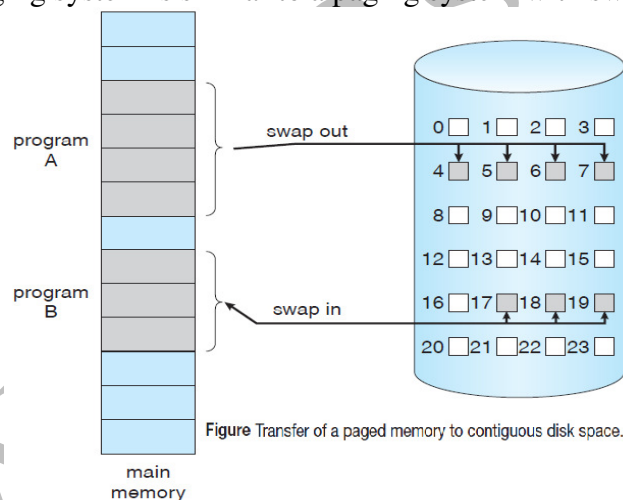 program
A
swap out
0 1 2 3
4 5 6 7
8 9 10 11
12 13 14 15
program
B
swap in
16 17 18 19
20 21 22 23
Figure Transfer of a paged memory to contiguous disk space.
main
memory